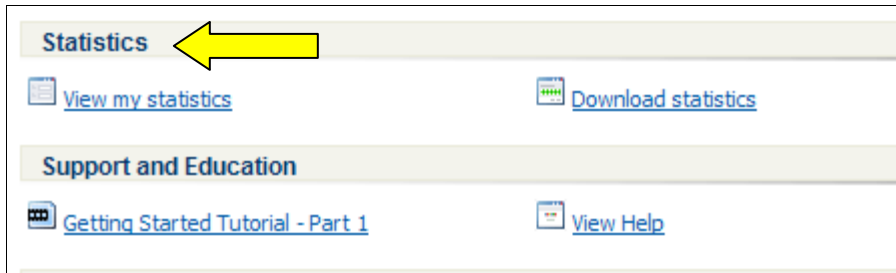 Statistics
View my statistics
Download statistics
Support and Education
Getting Started Tutorial - Part 1
View Help